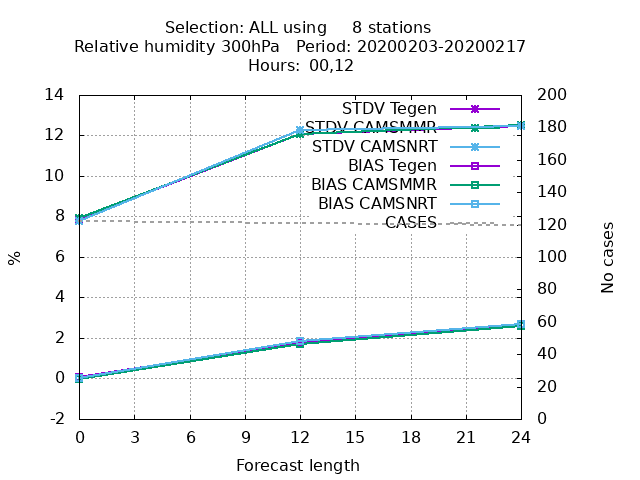 Selection: ALL using     8 stations
Relative humidity 300hPa   Period: 20200203-20200217
Hours: 00,12
14
12
10
8
6
4
2
0
-2
200
180
160
140
120
100
80
60
40
20
0
STDV Tegen
STDV CAMSMMR
STDV CAMSNRT
BIAS Tegen
BIAS CAMSMMR
BIAS CAMSNRT
CASES
%
No cases
0 3 6 9 12 15 18 21 24
Forecast length